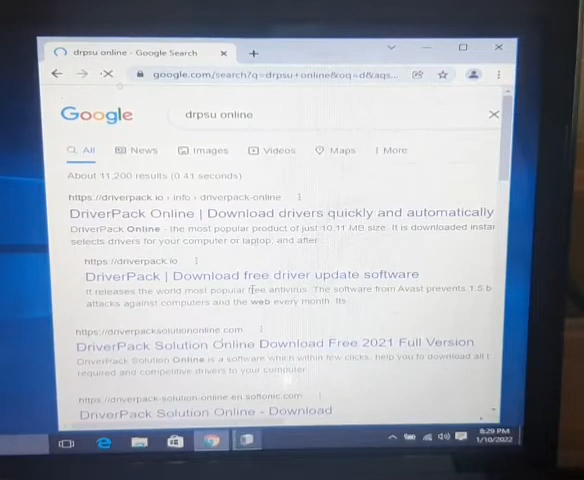 drpsu online - Google Search
google.com/search?q=drpsu+online&oq=d&aqs...
Google
drpsu online
All News Images Videos Maps More
About 11,200 results (0.41 seconds)
https://driverpack.io › info › driverpack-online
DriverPack Online | Download drivers quickly and automatically
DriverPack Online - the most popular product of just 10.11 MB size. It is downloaded instan
selects drivers for your computer or laptop, and after
https://driverpack.io
DriverPack | Download free driver update software
It releases the world most popular free antivirus. The software from Avast prevents 1.5 b
attacks against computers and the web every month. Its
https://driverpacksolutiononline.com
DriverPack Solution Online Download Free 2021 Full Version
DriverPack Solution Online is a software which within few clicks, help you to download all t
required and competitive drivers to your computer
https://driverpack-solution-online.en.softonic.com
DriverPack Solution Online - Download
8:29 PM
1/10/2022